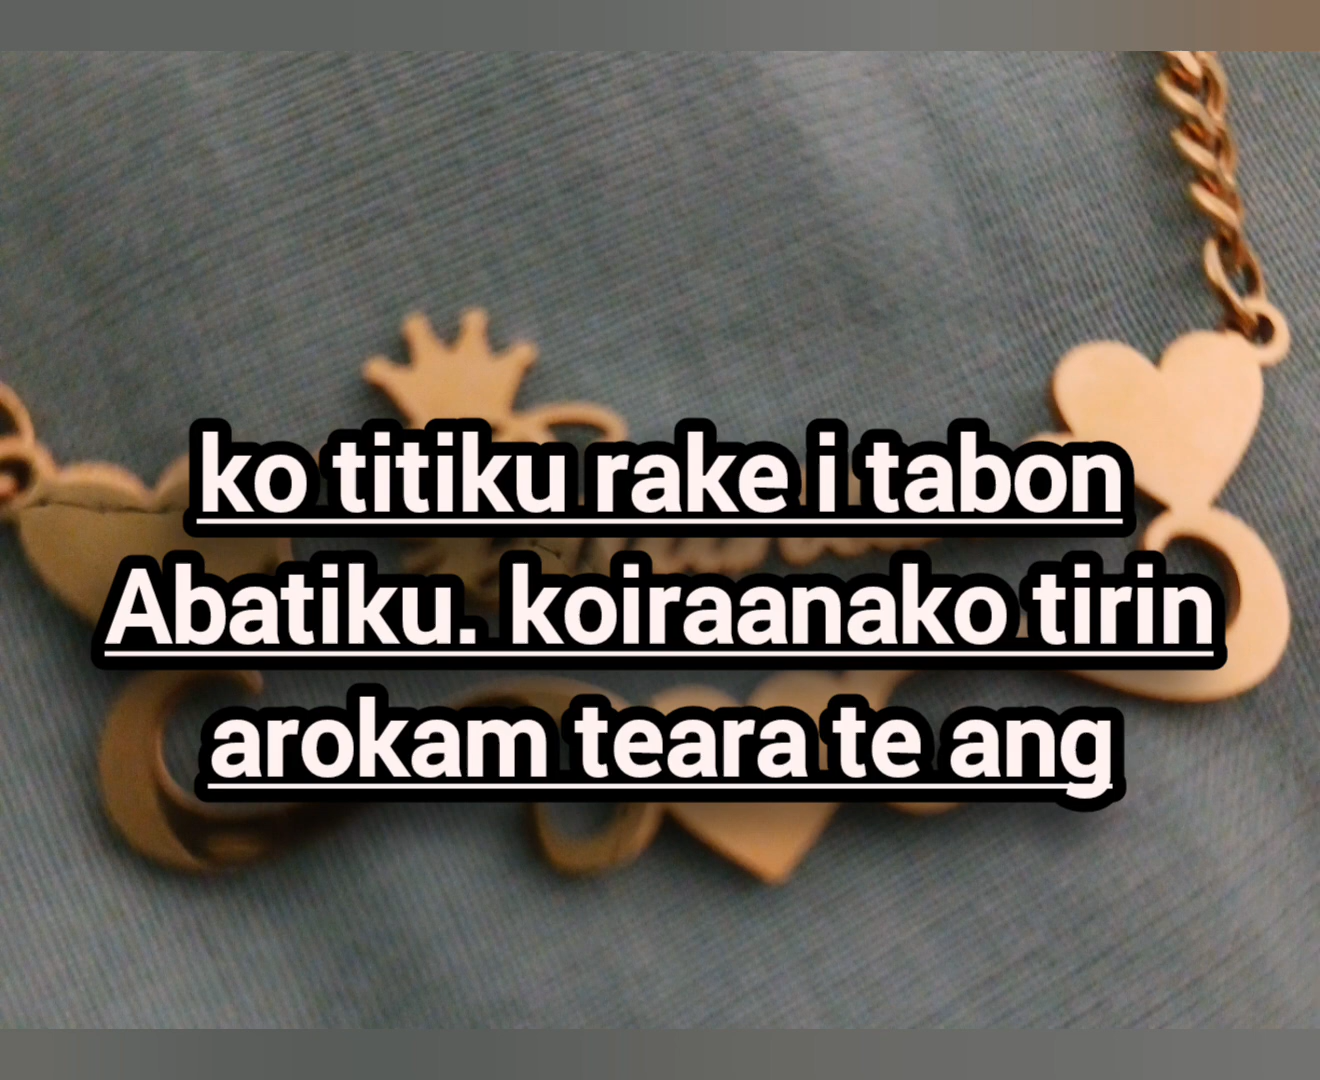 ko titiku rake i tabon
Abatiku. koiraanako tirin
arokam teara te ang